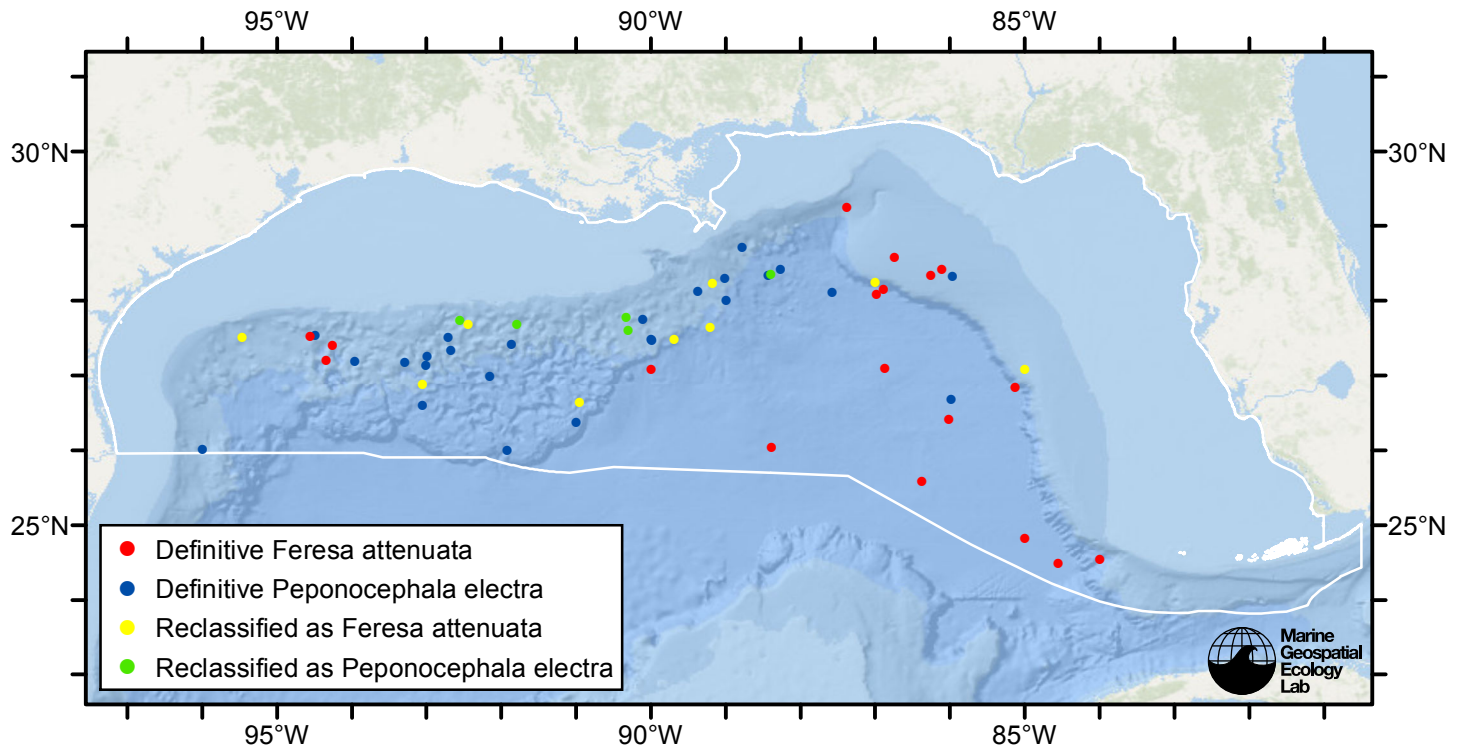 95°W 90°W 85°W
30°N 30°N
25°N 25°N
Definitive Feresa attenuata
Definitive Peponocephala electra
Reclassified as Feresa attenuata
Reclassified as Peponocephala electra
Marine
Geospatial
Ecology
Lab
95°W 90°W 85°W